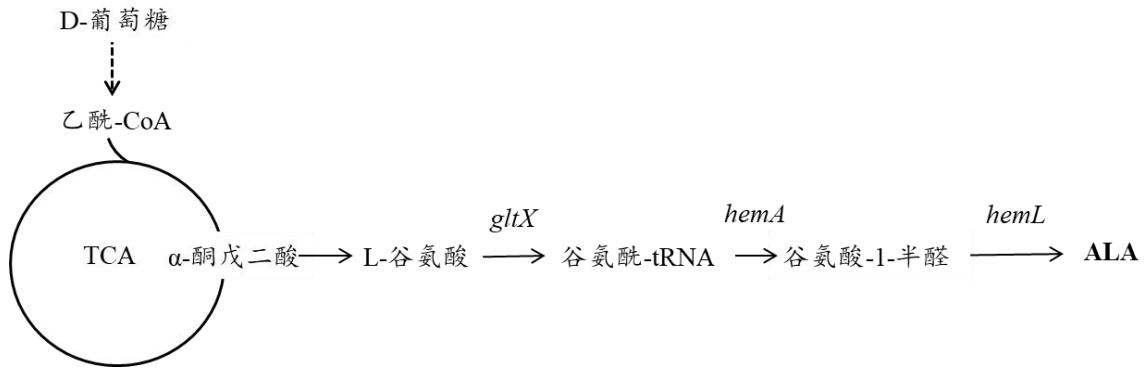 D-葡萄糖
乙酰-CoA
gltX hemA hemL
TCA α-酮戊二酸 L-谷氨酸 谷氨酰-tRNA 谷氨酸-1-半醛 ALA